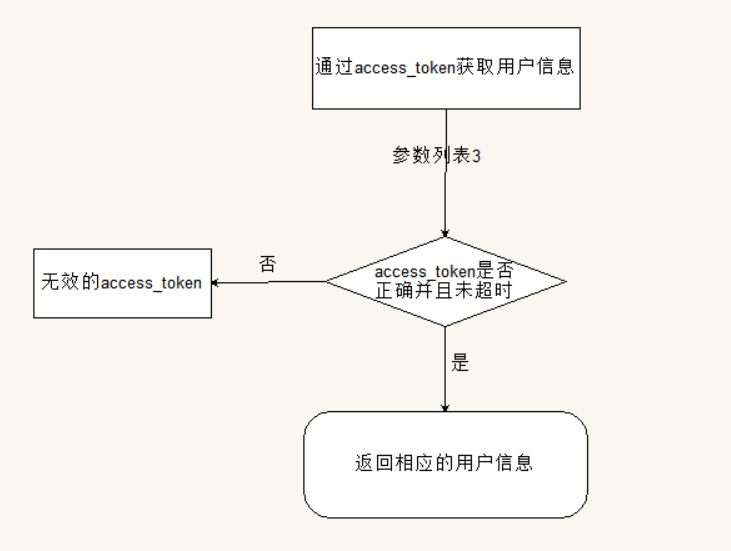 通过access_token获取用户信息
参数列表3
否
无效的access_token
access_token是否
正确并且未超时
是
返回相应的用户信息